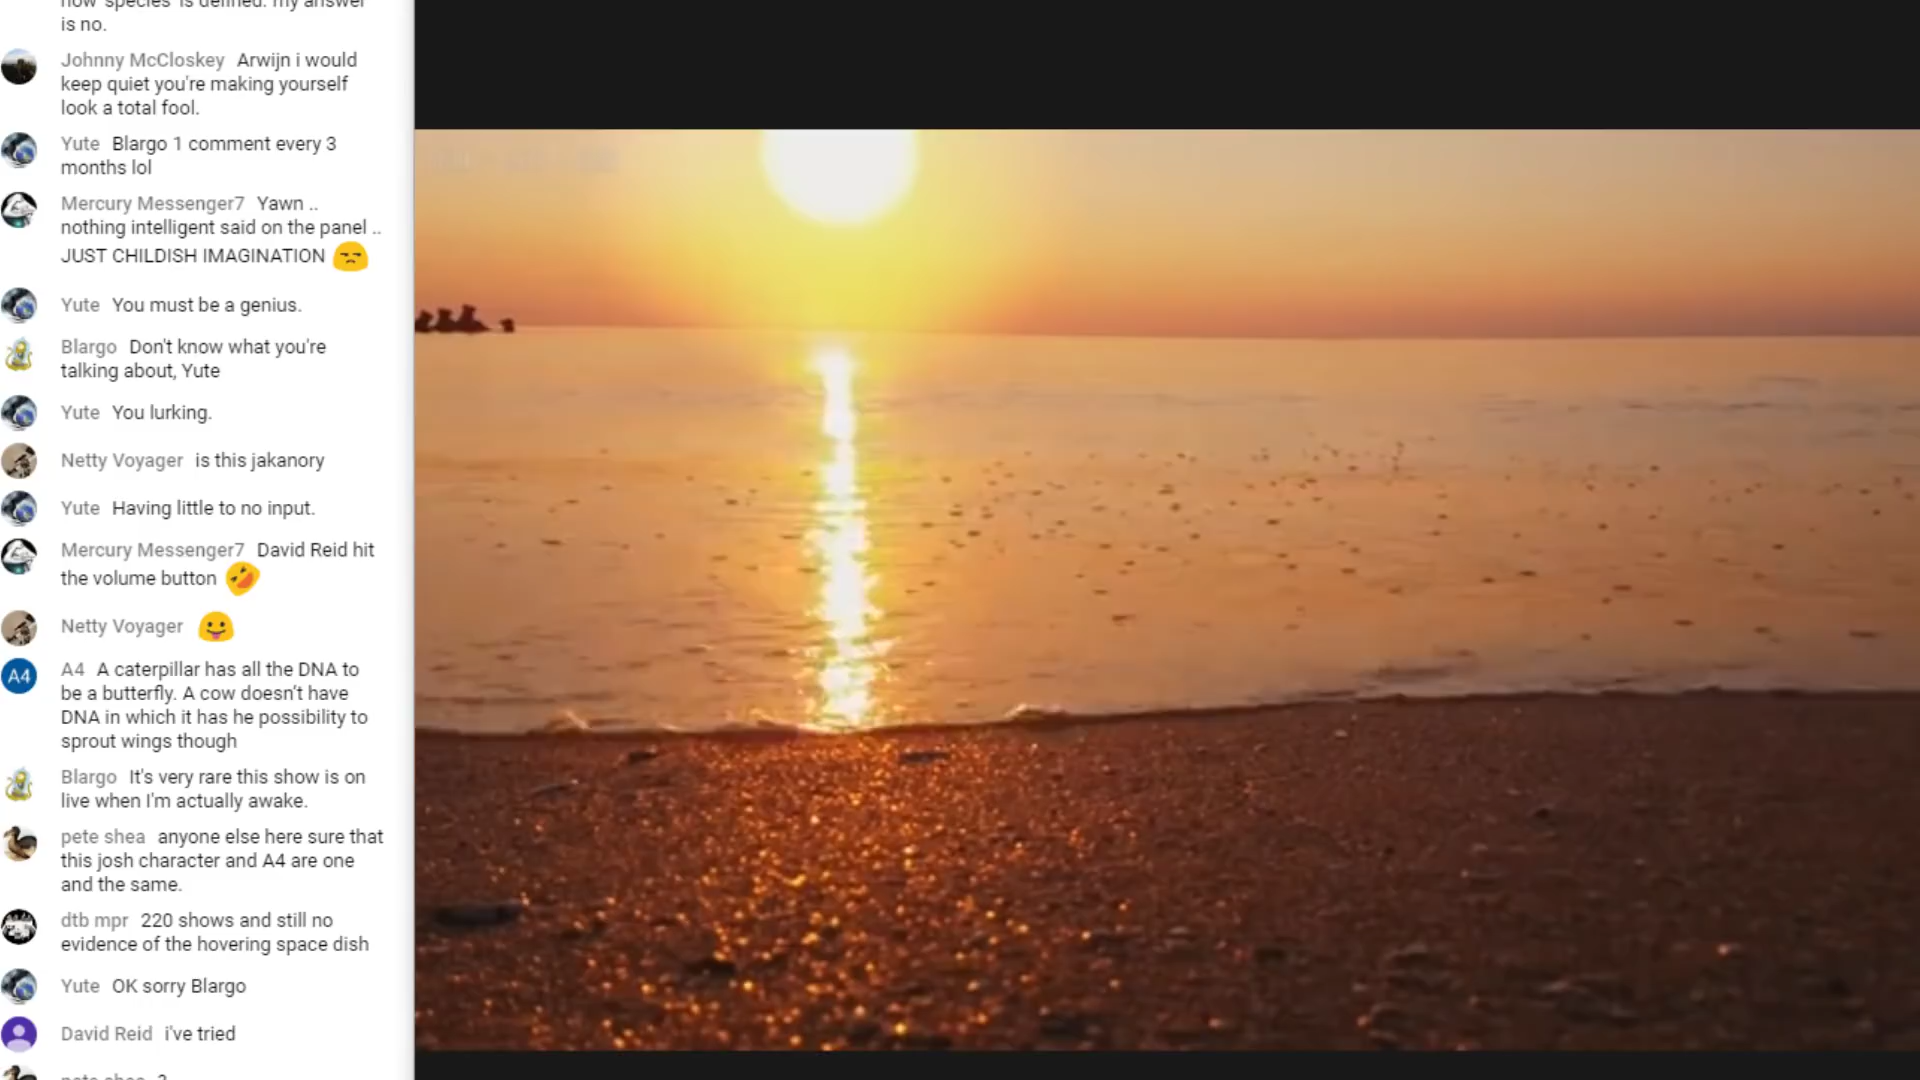 is no.
Johnny McCloskey Arwijn i would
keep quiet you're making yourself
look a total fool.
Yute Blargo 1 comment every 3
months lol
Mercury Messenger7 Yawn ..
nothing intelligent said on the panel ..
JUST CHILDISH IMAGINATION
Yute You must be a genius.
Blargo Don't know what you're
talking about, Yute
Yute You lurking.
Netty Voyager is this jakanory
Yute Having little to no input.
Mercury Messenger7 David Reid hit
the volume button
Netty Voyager
A4 A4 A caterpillar has all the DNA to
be a butterfly. A cow doesn't have
DNA in which it has he possibility to
sprout wings though
Blargo It's very rare this show is on
live when I'm actually awake.
pete shea anyone else here sure that
this josh character and A4 are one
and the same.
dtb mpr 220 shows and still no
evidence of the hovering space dish
Yute OK sorry Blargo
David Reid i've tried